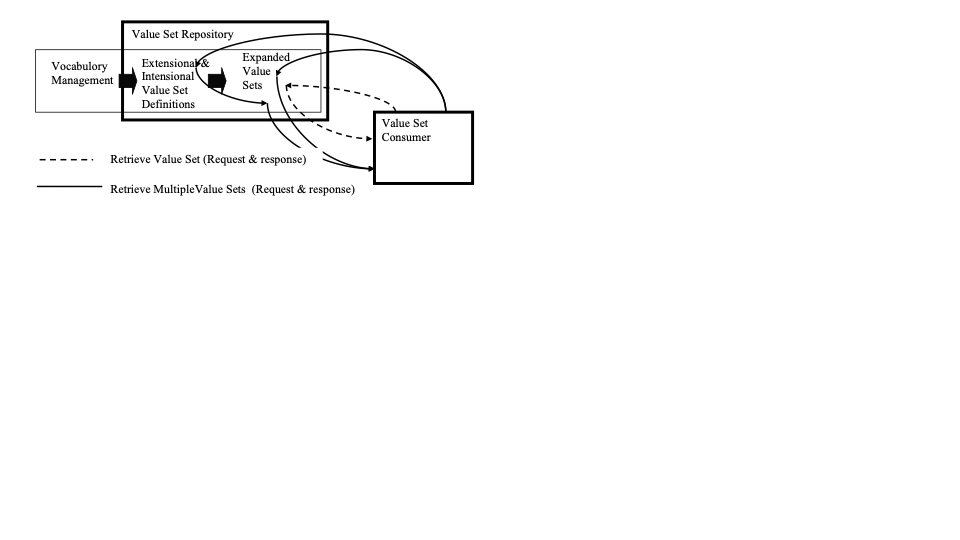 Value Set Repository
Vocabulory
Management
Extensional &
Intensional
Value Set
Definitions
Expanded
Value
Sets
Value Set
Consumer
Retrieve Value Set (Request & response)
Retrieve MultipleValue Sets (Request & response)